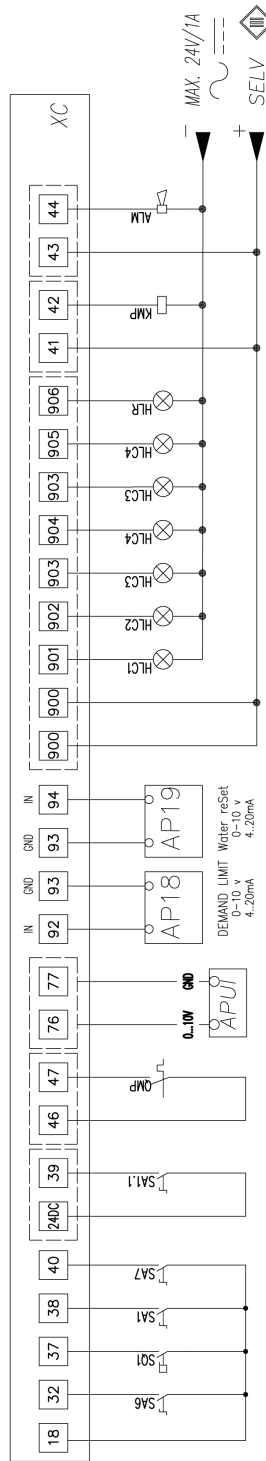 XC
18
32
37
38
40
24DC
39
46
47
76
77
92
93
93
94
900
900
901
902
903
904
903
905
906
41
42
43
44
IN
GND
GND
IN
SA6
SQ1
SA1
SA7
SA1.1
QMP
0...10V
GND
APUI
AP18
DEMAND LIMIT
0-10 v
4..20mA
AP19
Water reSet
0-10 v
4..20mA
HLC1
HLC2
HLC3
HLC4
HLC3
HLC4
HLR
KMP
ALM
- MAX. 24V/1A
+ SELV